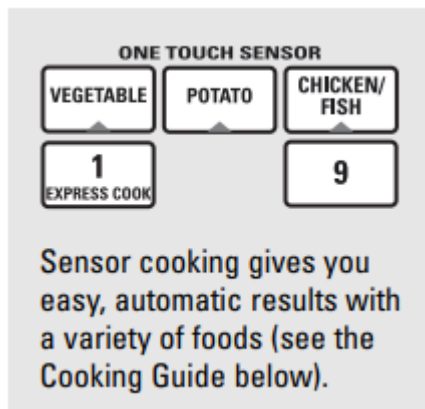 ONE TOUCH SENSOR
VEGETABLE POTATO CHICKEN/
FISH
1 9
EXPRESS COOK
Sensor cooking gives you
easy, automatic results with
a variety of foods (see the
Cooking Guide below).